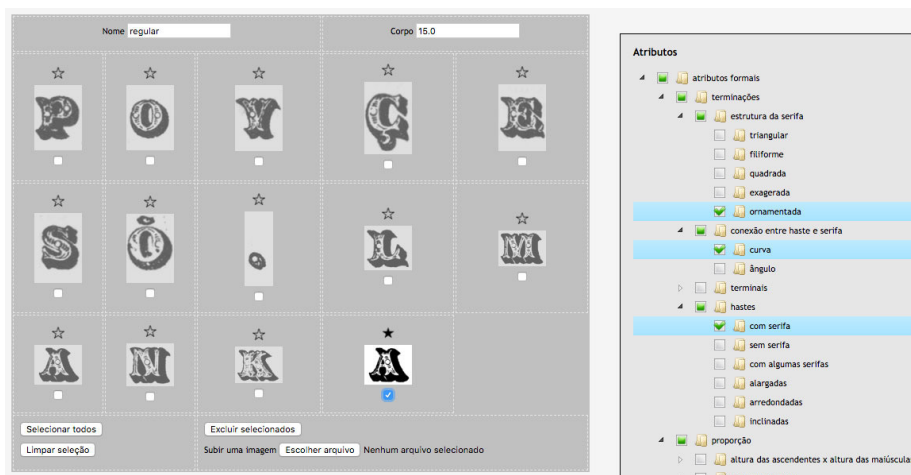 Nome regular Corpo 15.0
P O V Ç E
S Õ . L M
A N K A
Selecionar todos Excluir selecionados
Limpar seleção Subir uma imagem Escolher arquivo Nenhum arquivo selecionado
Atributos
atributos formais
terminações
estrutura da serifa
triangular
filiforme
quadrada
exagerada
ornamentada
conexão entre haste e serifa
curva
ângulo
terminais
hastes
com serifa
sem serifa
com algumas serifas
alargadas
arredondadas
inclinadas
proporção
altura das ascendentes x altura das maiúscula